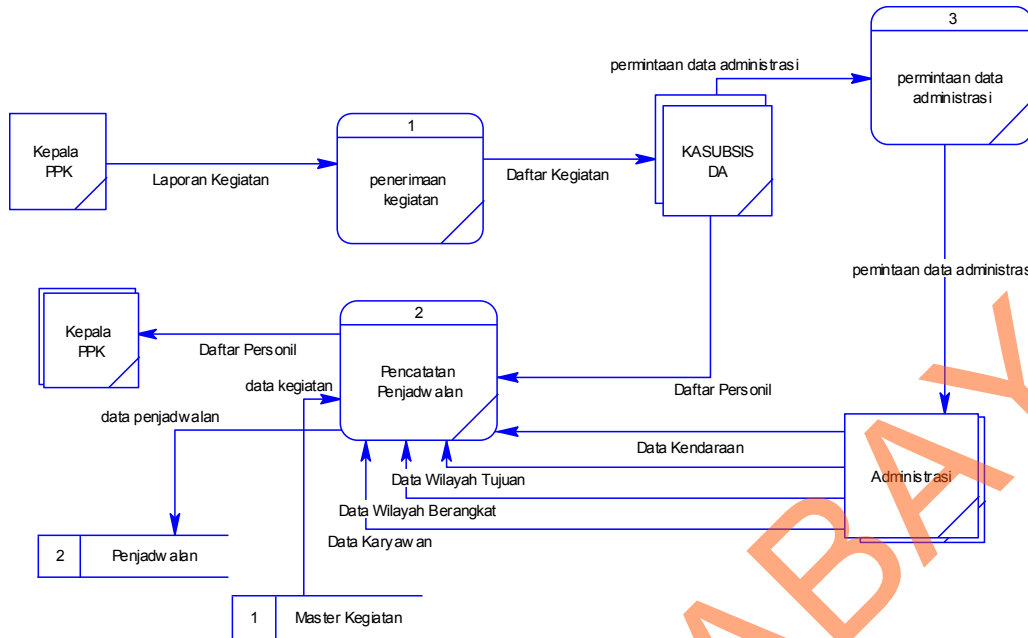 3
permintaan data administrasi
permintaan data
administrasi
1
Kepala
PPK
KASUBSIS
DA
Laporan Kegiatan
penerimaan
kegiatan
Daftar Kegiatan
pemintaan data administras
2
Kepala
PPK
Daftar Personil
Pencatatan
Penjadwalan
data kegiatan
Daftar Personil
data penjadwalan
Data Kendaraan
Data Wilayah Tujuan
Administrasi
Data Wilayah Berangkat
Data Karyawan
2
Penjadwalan
1
Master Kegiatan
ABAY